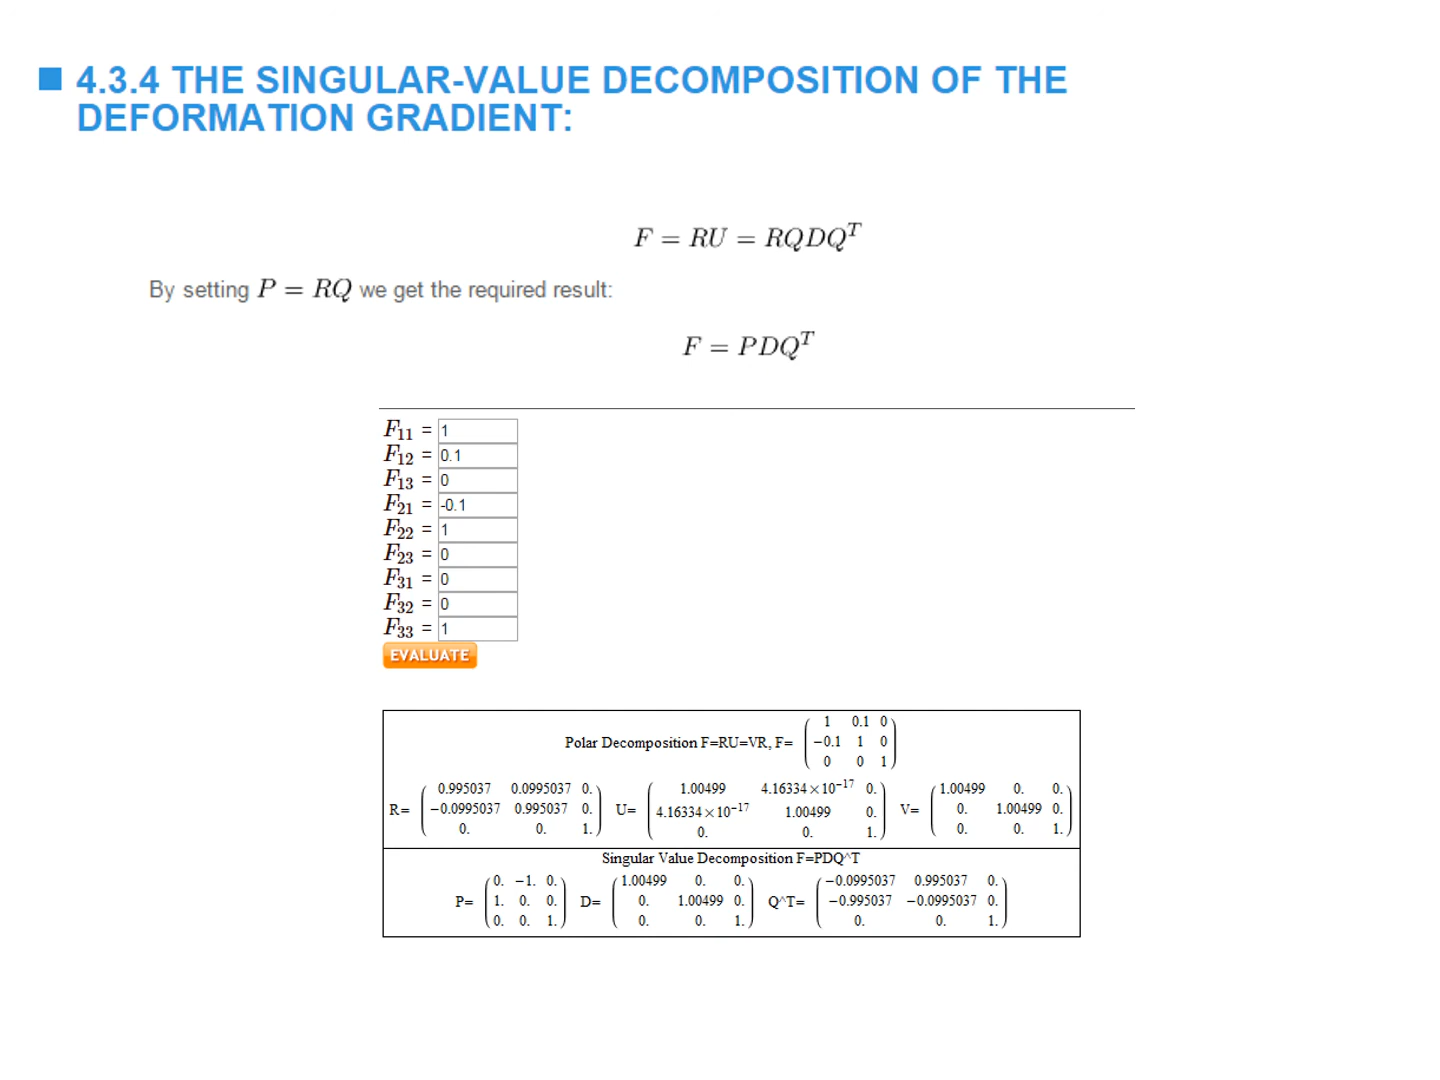 4.3.4 THE SINGULAR-VALUE DECOMPOSITION OF THE
DEFORMATION GRADIENT:
F = RU = RQDQ^T
By setting P = RQ we get the required result:
F = PDQ^T
F11 = 1
F12 = 0.1
F13 = 0
F21 = -0.1
F22 = 1
F23 = 0
F31 = 0
F32 = 0
F33 = 1
EVALUATE
Polar Decomposition F=RU=VR, F= ( 1 0.1 0
−0.1 1 0
0 0 1 )
R= ( 0.995037 0.0995037 0.
−0.0995037 0.995037 0.
0. 0. 1. )
U= ( 1.00499 4.16334×10^−17 0.
4.16334×10^−17 1.00499 0.
0. 0. 1. )
V= ( 1.00499 0. 0.
0. 1.00499 0.
0. 0. 1. )
Singular Value Decomposition F=PDQ^T
P= ( 0. −1. 0.
1. 0. 0.
0. 0. 1. )
D= ( 1.00499 0. 0.
0. 1.00499 0.
0. 0. 1. )
Q^T= ( −0.0995037 0.995037 0.
−0.995037 −0.0995037 0.
0. 0. 1. )